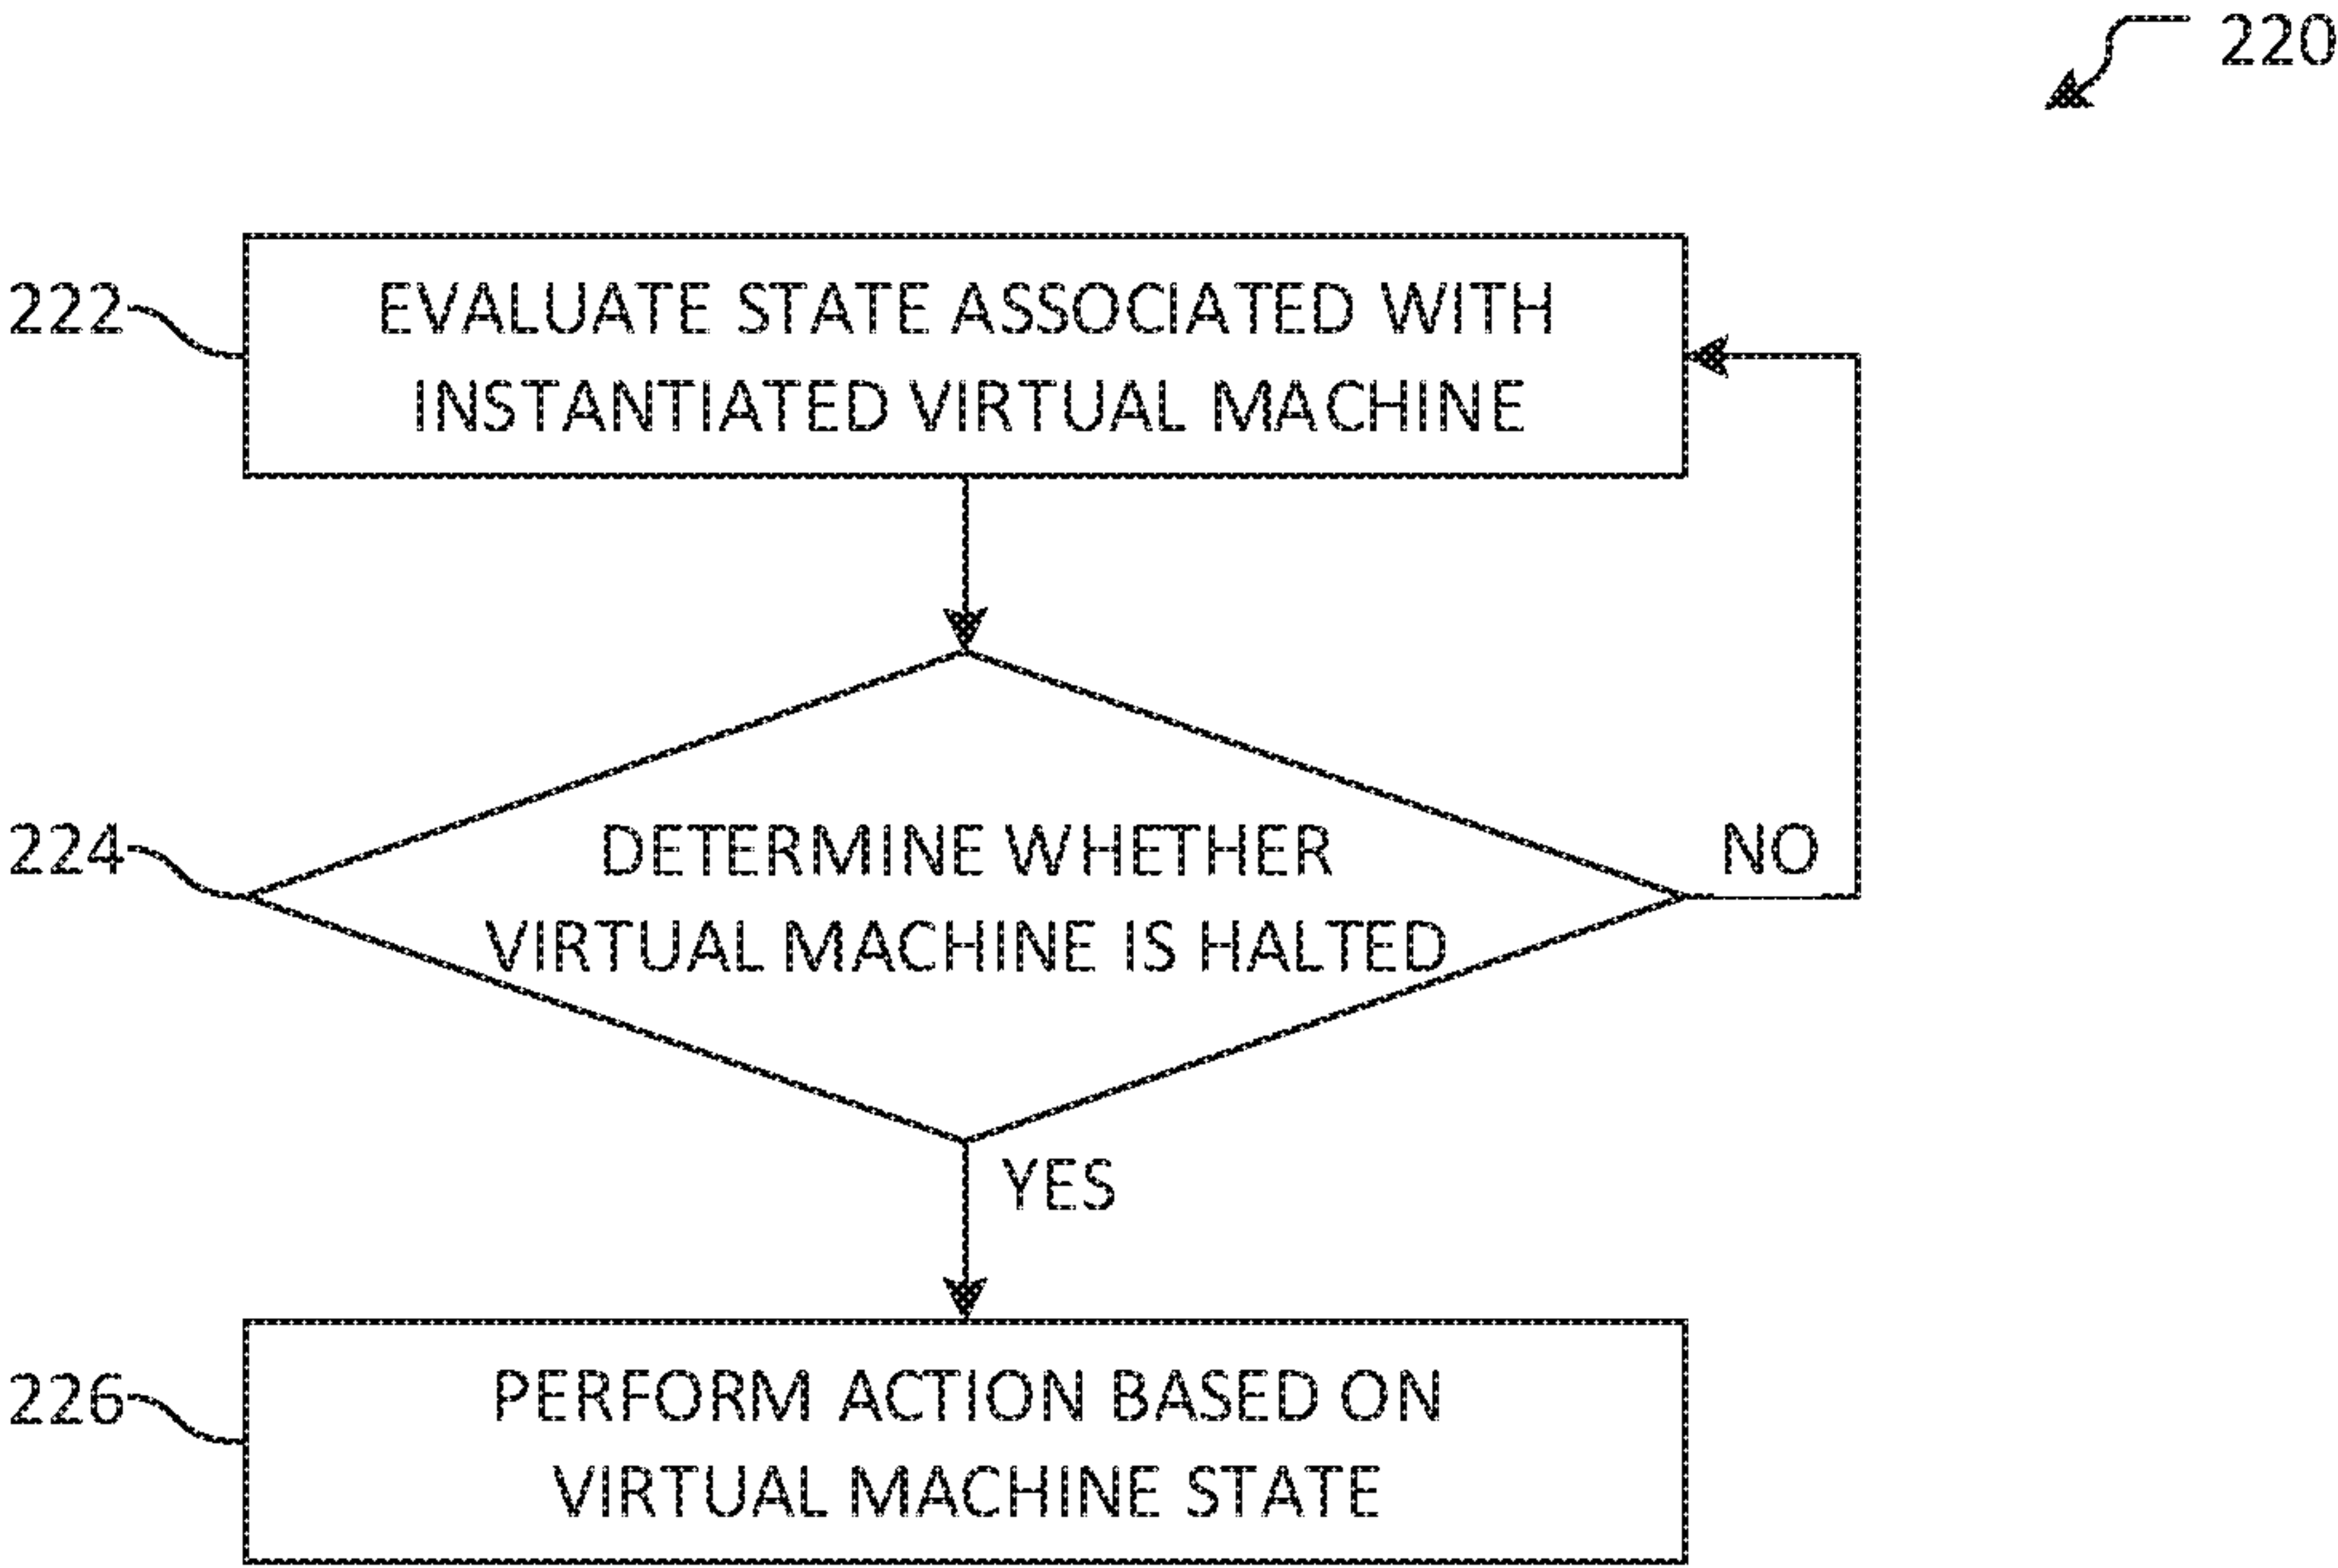 220
222
EVALUATE STATE ASSOCIATED WITH
INSTANTIATED VIRTUAL MACHINE
224
DETERMINE WHETHER
VIRTUAL MACHINE IS HALTED
NO
YES
226
PERFORM ACTION BASED ON
VIRTUAL MACHINE STATE